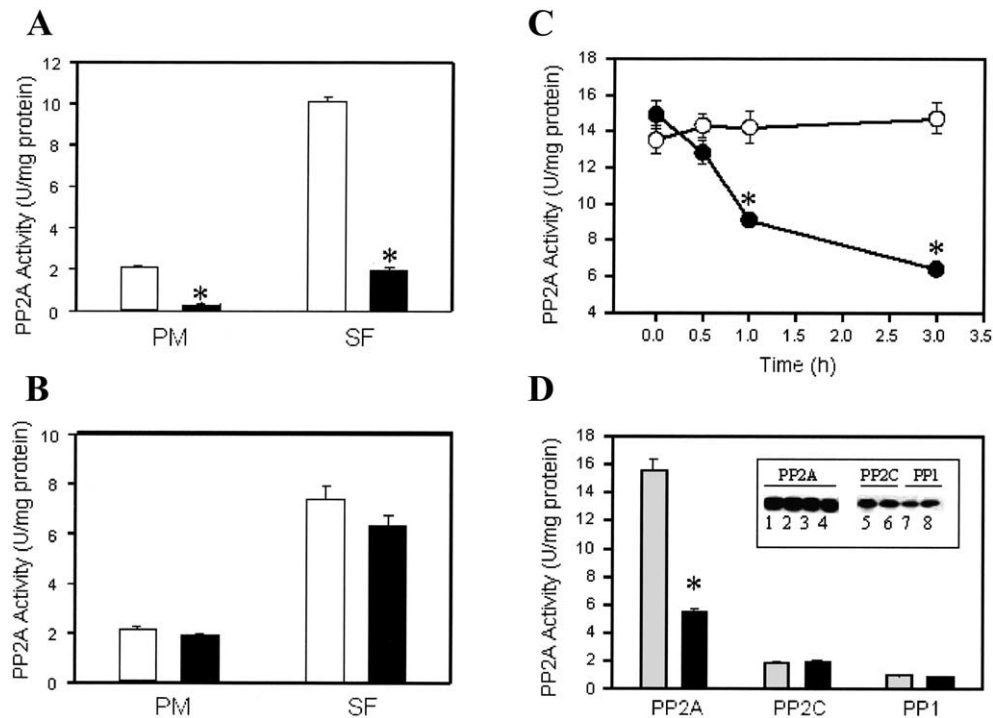 A
PP2A Activity (U/mg protein)
12
10
8
6
4
2
0
*
*
PM
SF
B
PP2A Activity (U/mg protein)
10
8
6
4
2
0
PM
SF
C
PP2A Activity (U/mg protein)
18
16
14
12
10
8
6
4
*
*
0.0 0.5 1.0 1.5 2.0 2.5 3.0 3.5
Time (h)
D
PP2A Activity (U/mg protein)
18
16
14
12
10
8
6
4
2
0
PP2A PP2C PP1
1 2 3 4 5 6 7 8
*
PP2A PP2C PP1